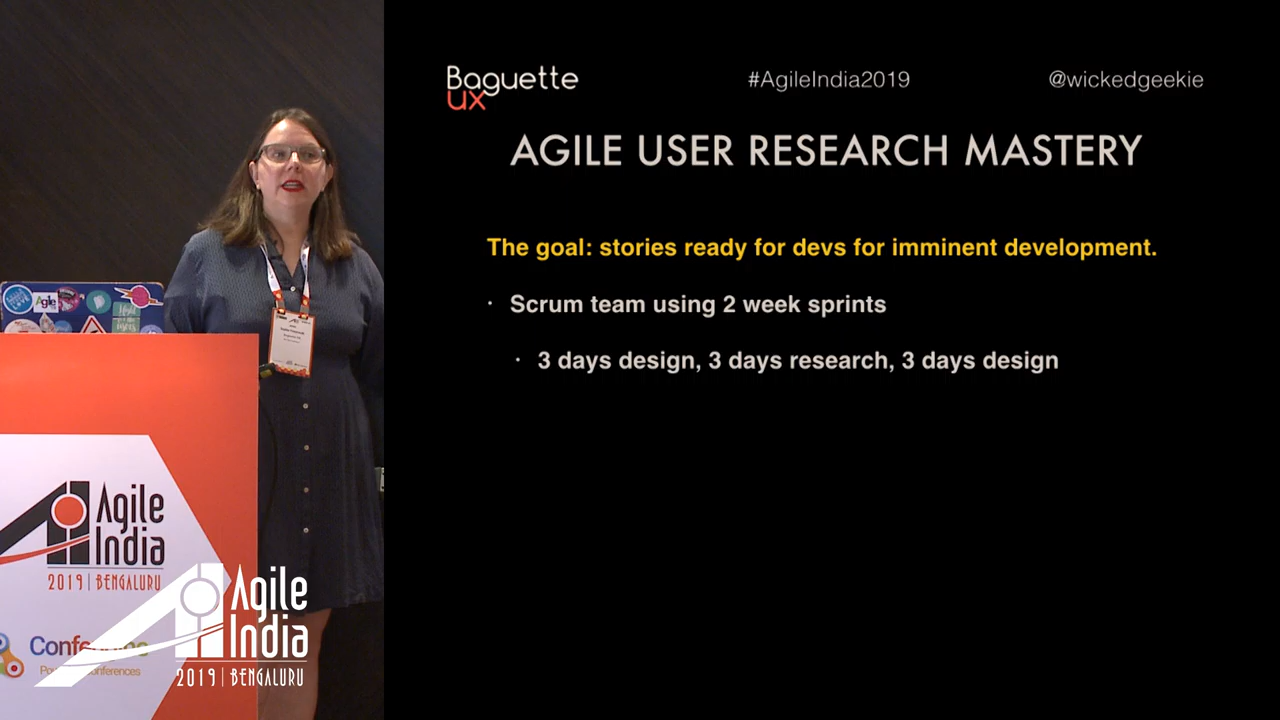 Baguette
ux
#AgileIndia2019
@wickedgeekie
AGILE USER RESEARCH MASTERY
The goal: stories ready for devs for imminent development.
· Scrum team using 2 week sprints
· 3 days design, 3 days research, 3 days design
Agile
Agile
India
2019 | BENGALURU
Agile
India
2019 | BENGALURU